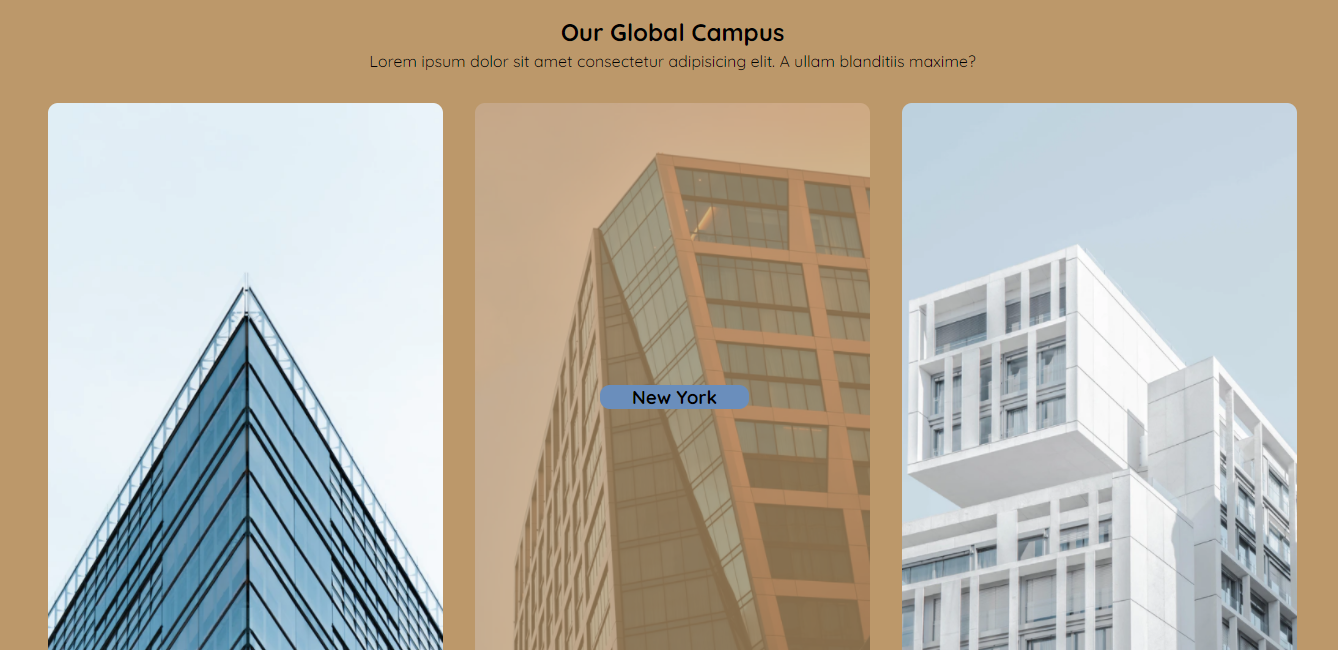 Our Global Campus
Lorem ipsum dolor sit amet consectetur adipisicing elit. A ullam blanditiis maxime?
New York